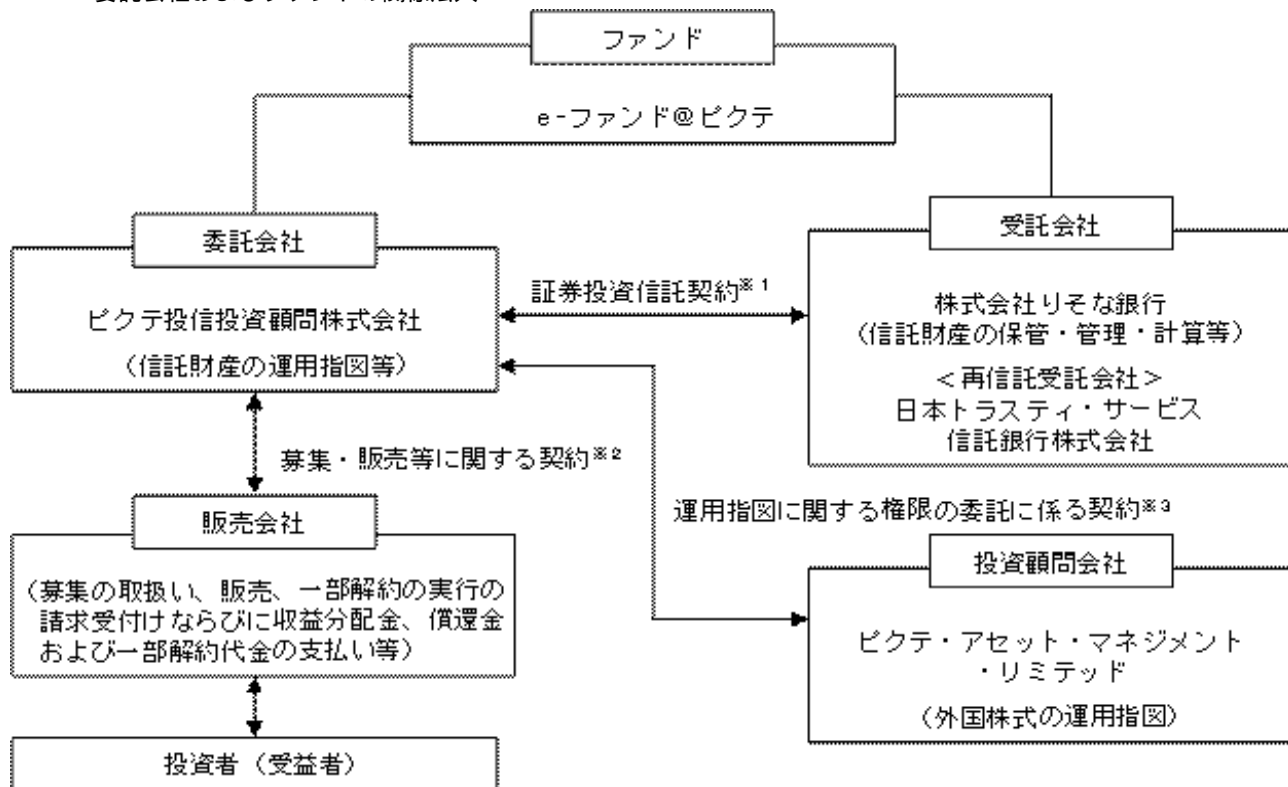 ファンド
e-ファンド@ピクテ
委託会社
ピクテ投信投資顧問株式会社
(信託財産の運用指図等)
証券投資信託契約※1
受託会社
株式会社りそな銀行
(信託財産の保管・管理・計算等)
<再信託受託会社>
日本トラスティ・サービス
信託銀行株式会社
募集・販売等に関する契約※2
運用指図に関する権限の委託に係る契約※3
販売会社
(募集の取扱い、販売、一部解約の実行の
請求受付けならびに収益分配金、償還金
および一部解約代金の支払い等)
投資顧問会社
ピクテ・アセット・マネジメント
・リミテッド
(外国株式の運用指図)
投資者(受益者)